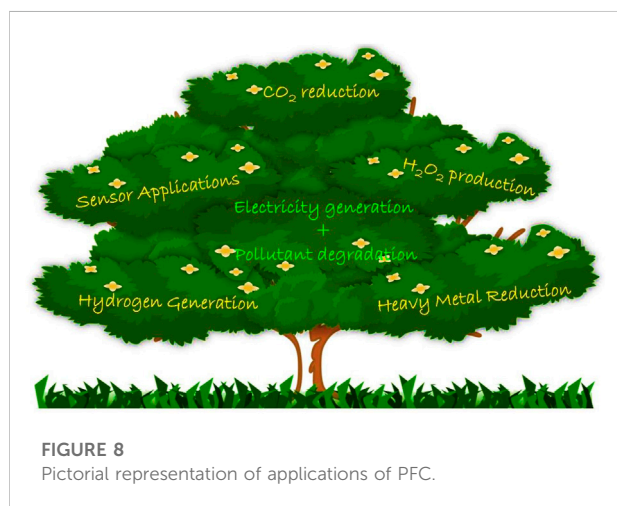 CO₂ reduction
H₂O₂ production
Sensor Applications
Electricity generation
+
Pollutant degradation
Hydrogen Generation
Heavy Metal Reduction
FIGURE 8
Pictorial representation of applications of PFC.